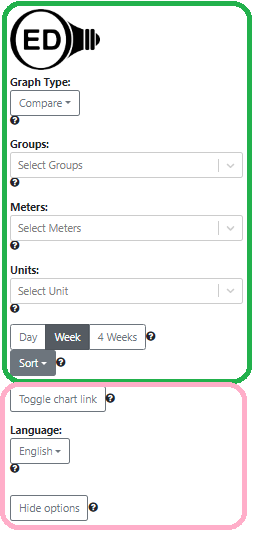 ED
Graph Type:
Compare
?
Groups:
Select Groups
?
Meters:
Select Meters
?
Units:
Select Unit
?
Day Week 4 Weeks ?
Sort ?
Toggle chart link ?
Language:
English
?
Hide options ?